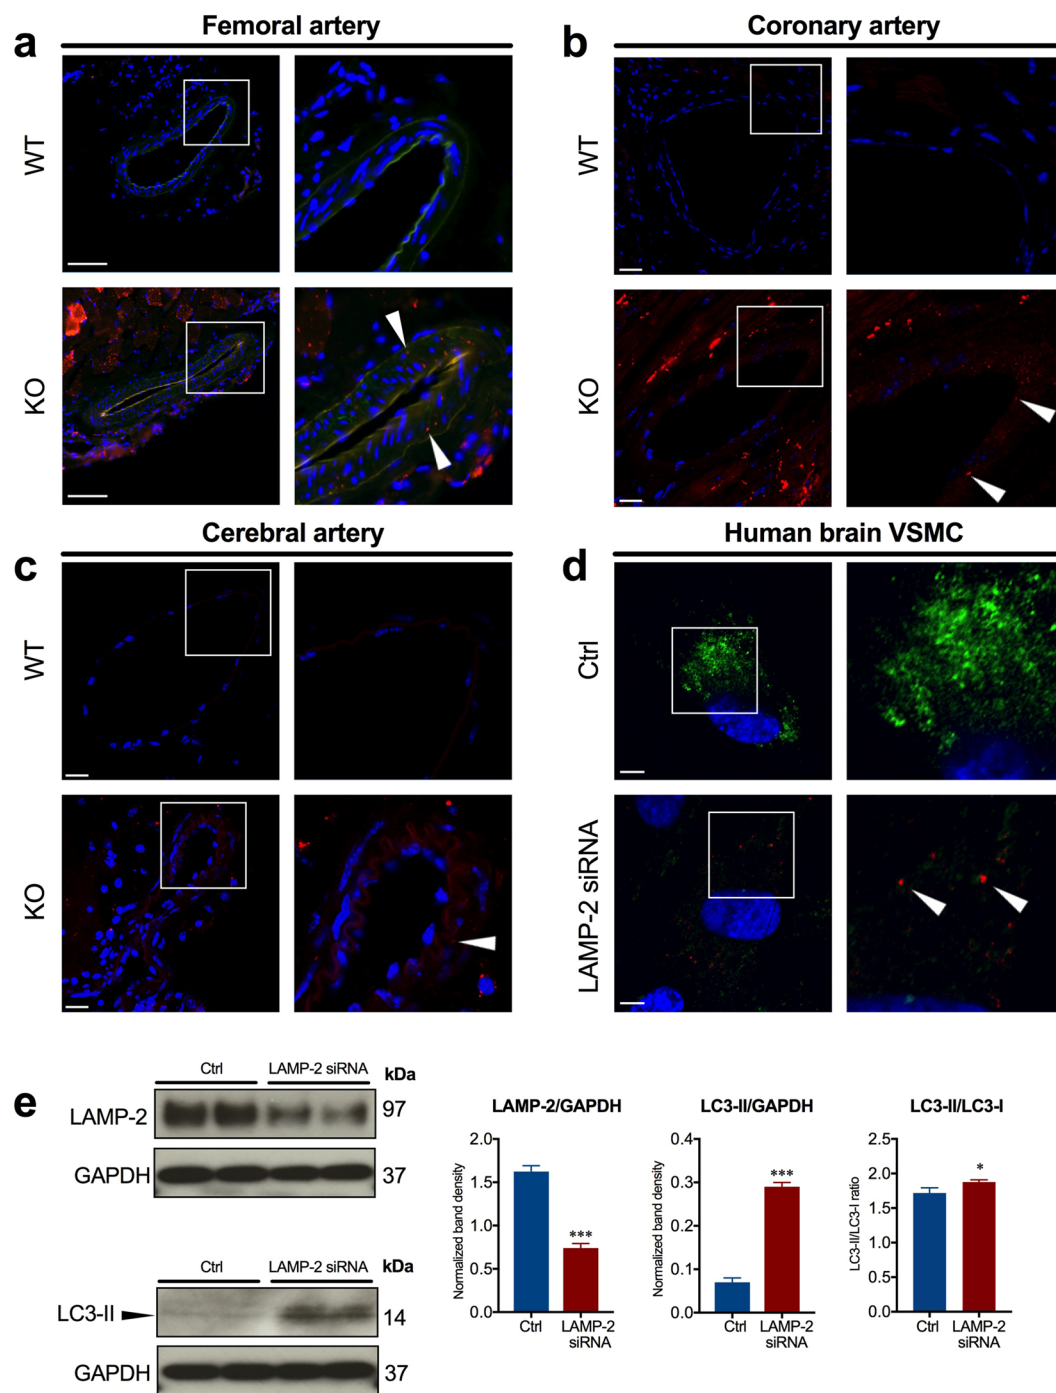 a
Femoral artery
WT
KO
b
Coronary artery
WT
KO
c
Cerebral artery
WT
KO
d
Human brain VSMC
Ctrl
LAMP-2 siRNA
e
Ctrl
LAMP-2 siRNA
kDa
LAMP-2
97
GAPDH
37
Ctrl
LAMP-2 siRNA
kDa
LC3-II
14
GAPDH
37
LAMP-2/GAPDH
Normalized band density
2.0
1.5
1.0
0.5
0.0
***
Ctrl
LAMP-2
siRNA
LC3-II/GAPDH
Normalized band density
0.4
0.3
0.2
0.1
0.0
***
Ctrl
LAMP-2
siRNA
LC3-II/LC3-I
LC3-II/LC3-I ratio
2.5
2.0
1.5
1.0
0.5
0.0
*
Ctrl
LAMP-2
siRNA